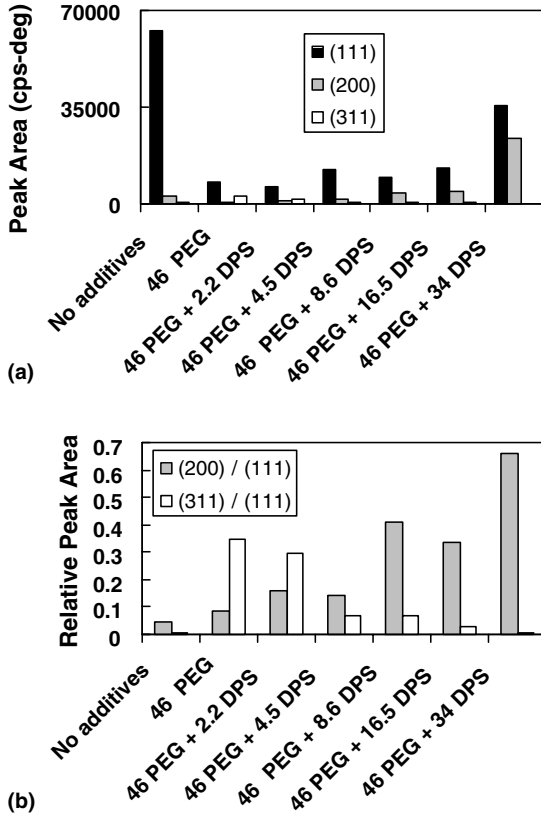 Peak Area (cps-deg)
70000
35000
0
(111)
(200)
(311)
No additives
46 PEG
46 PEG + 2.2 DPS
46 PEG + 4.5 DPS
46 PEG + 8.6 DPS
46 PEG + 16.5 DPS
46 PEG + 34 DPS
(a)
Relative Peak Area
0.7
0.6
0.5
0.4
0.3
0.2
0.1
0
(200) / (111)
(311) / (111)
No additives
46 PEG
46 PEG + 2.2 DPS
46 PEG + 4.5 DPS
46 PEG + 8.6 DPS
46 PEG + 16.5 DPS
46 PEG + 34 DPS
(b)